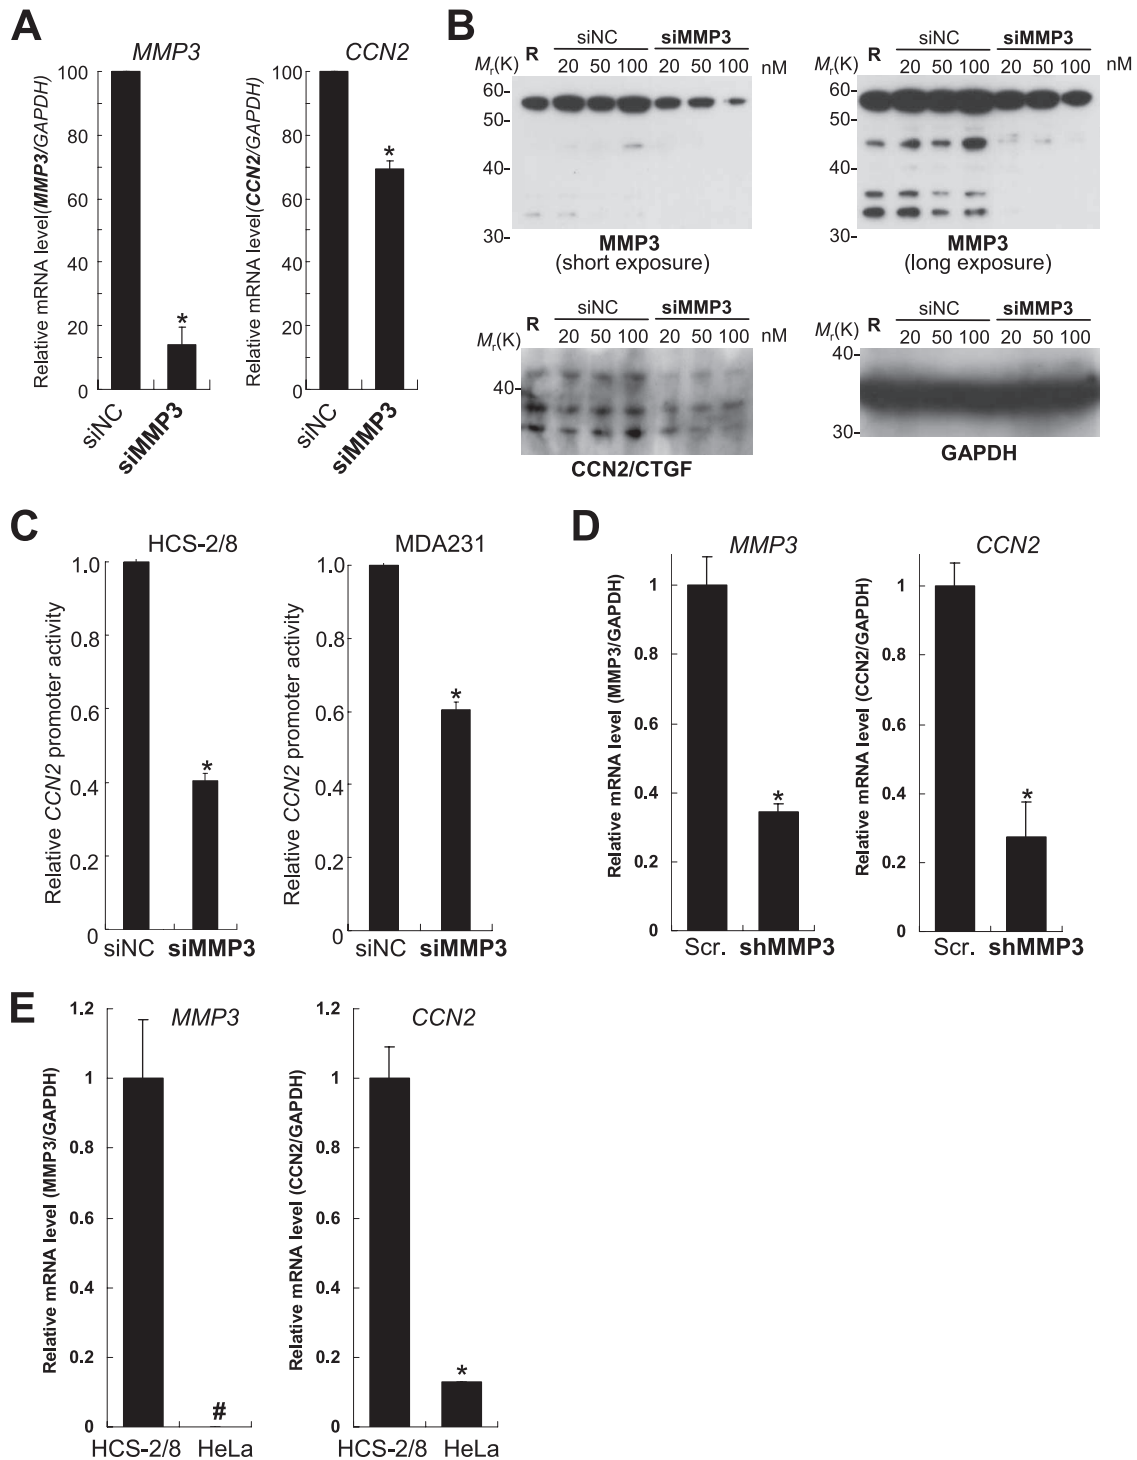 A
MMP3
CCN2
Relative mRNA level(MMP3/GAPDH)
100
80
60
40
20
0
*
siNC
siMMP3
Relative mRNA level(CCN2/GAPDH)
100
80
60
40
20
0
*
siNC
siMMP3
B
siNC siMMP3
R
Mr(K) 20 50 100 20 50 100 nM
60
50
40
30
MMP3
(short exposure)
siNC siMMP3
R
Mr(K) 20 50 100 20 50 100 nM
60
50
40
30
MMP3
(long exposure)
siNC siMMP3
R
Mr(K) 20 50 100 20 50 100 nM
40
CCN2/CTGF
siNC siMMP3
R
Mr(K) 20 50 100 20 50 100
40
30
GAPDH
C
HCS-2/8
Relative CCN2 promoter activity
1.0
0.8
0.6
0.4
0.2
0
*
siNC siMMP3
MDA231
Relative CCN2 promoter activity
1.0
0.8
0.6
0.4
0.2
0
*
siNC siMMP3
D
MMP3
Relative mRNA level (MMP3/GAPDH)
1
0.8
0.6
0.4
0.2
0
*
Scr. shMMP3
CCN2
Relative mRNA level (CCN2/GAPDH)
1
0.8
0.6
0.4
0.2
0
*
Scr. shMMP3
E
MMP3
Relative mRNA level (MMP3/GAPDH)
1.2
1
0.8
0.6
0.4
0.2
0
#
HCS-2/8 HeLa
CCN2
Relative mRNA level (CCN2/GAPDH)
1.2
1
0.8
0.6
0.4
0.2
0
*
HCS-2/8 HeLa